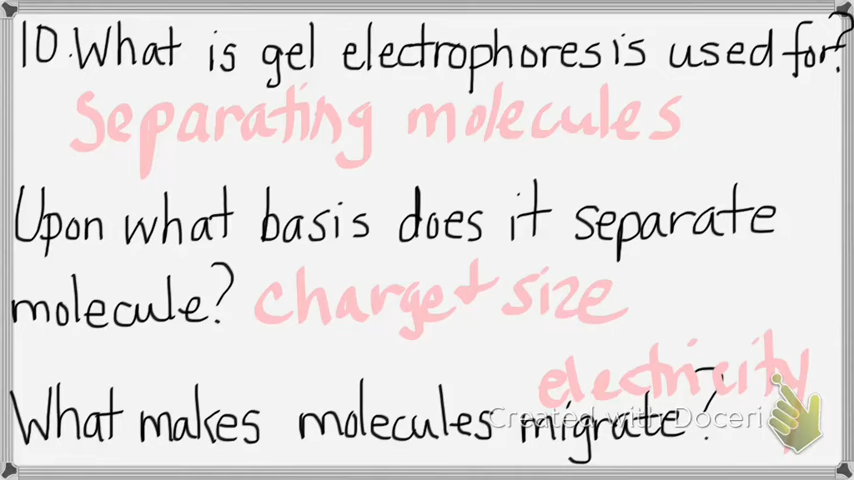 10. What is gel electrophoresis used for?
Separating molecules
Upon what basis does it separate
molecule? charge + size
electricity
What makes molecules migrate?
Created with Doceri